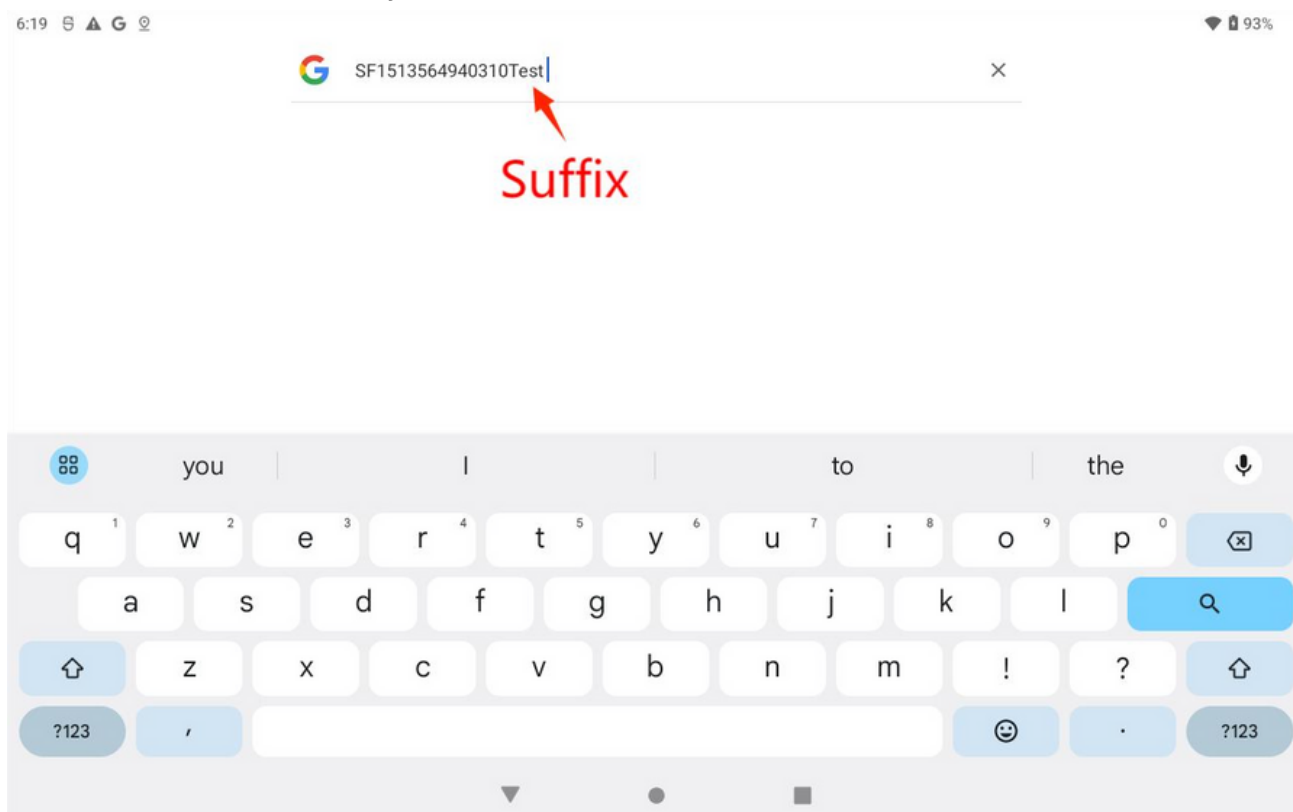 6:19 G 93%
SF1513564940310Test
Suffix
you I to the
q 1 w 2 e 3 r 4 t 5 y 6 u 7 i 8 o 9 p 0
a s d f g h j k l
z x c v b n m ! ?
?123 , . ?123